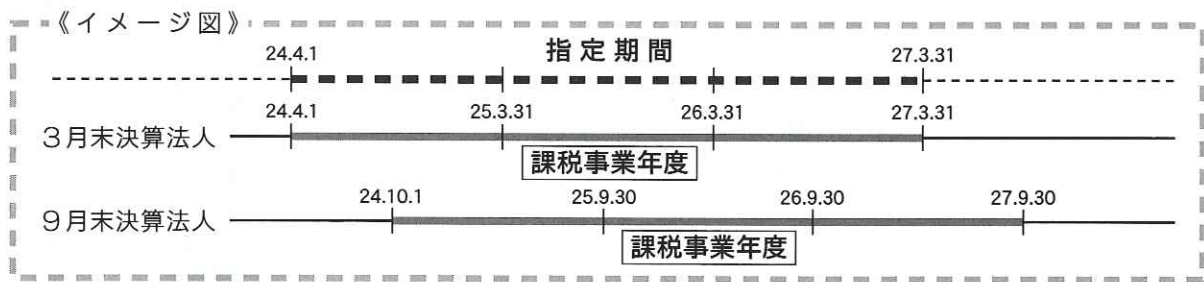 《イメージ図》
指定期間
24.4.1 27.3.31
24.4.1 25.3.31 26.3.31 27.3.31
3月末決算法人
課税事業年度
24.10.1 25.9.30 26.9.30 27.9.30
9月末決算法人
課税事業年度